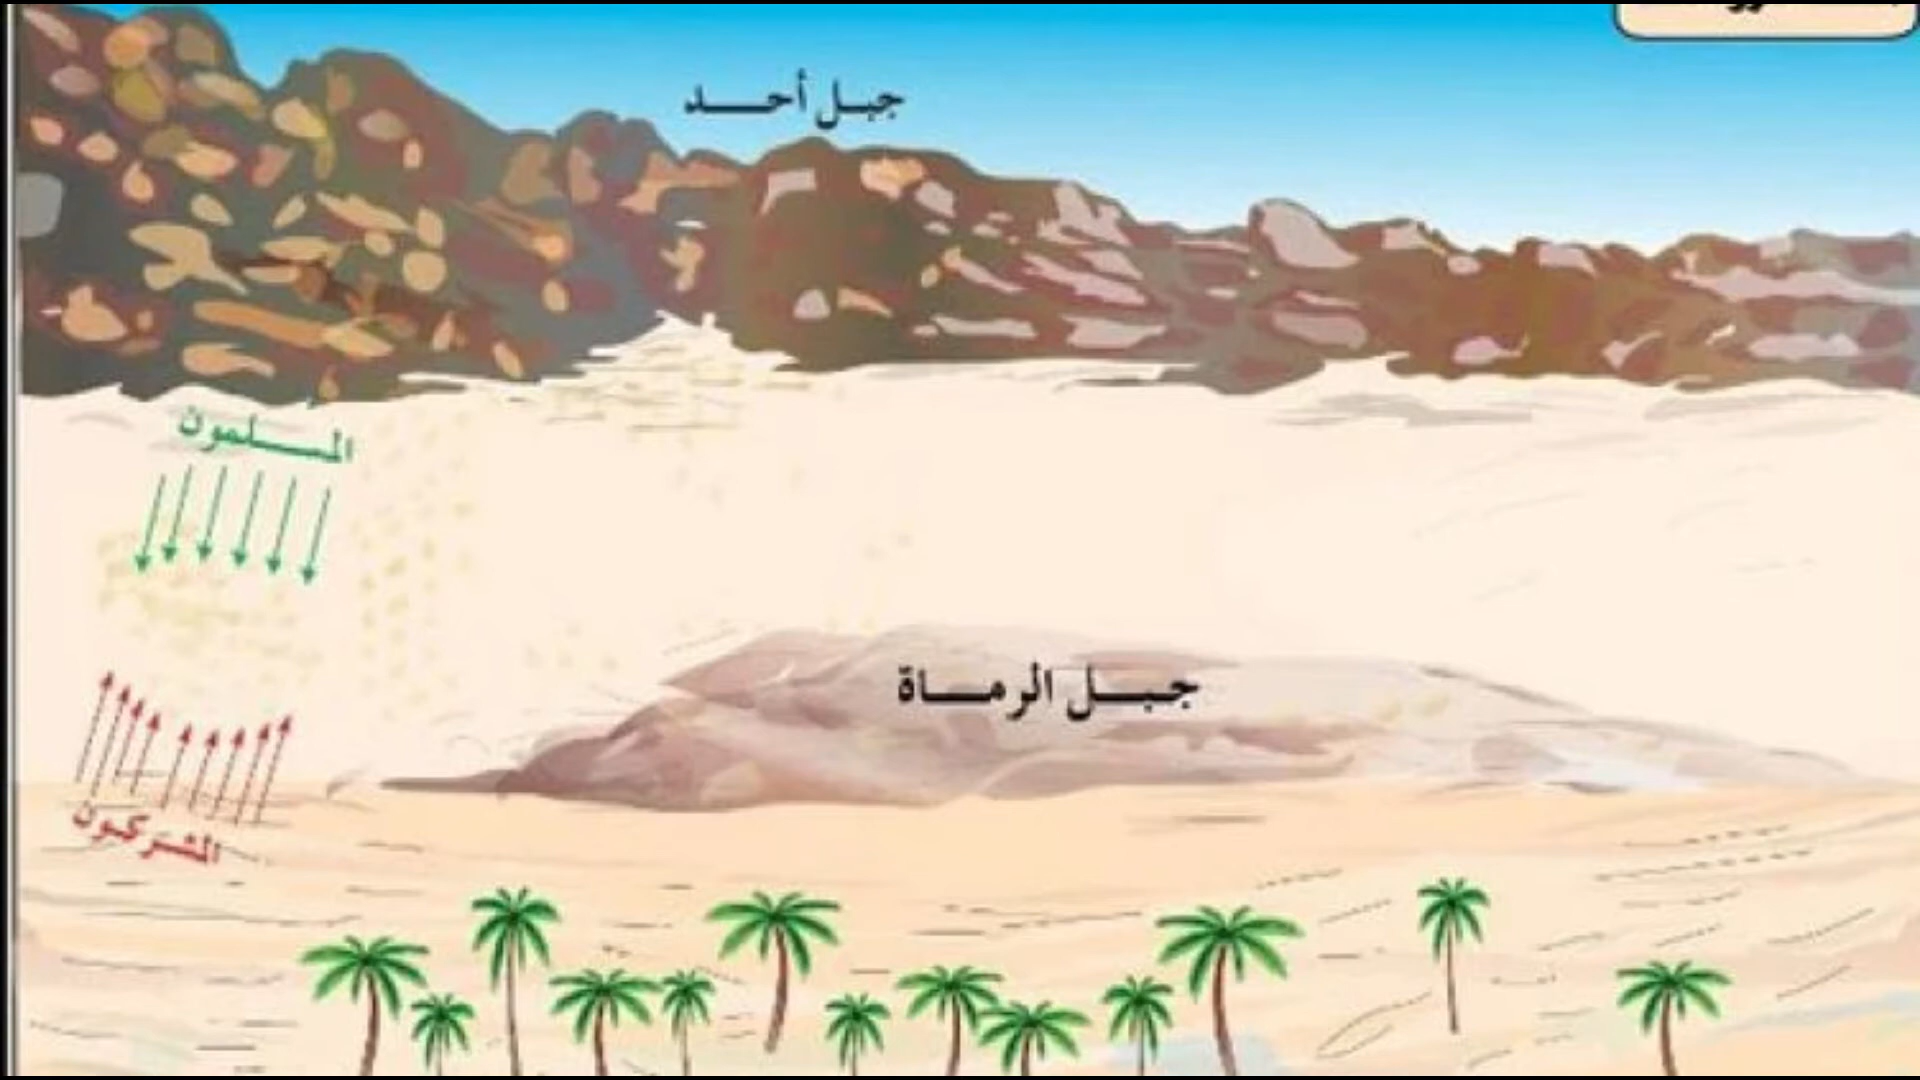 جبل أحد
المسلمون
جبل الرماة
المشركون